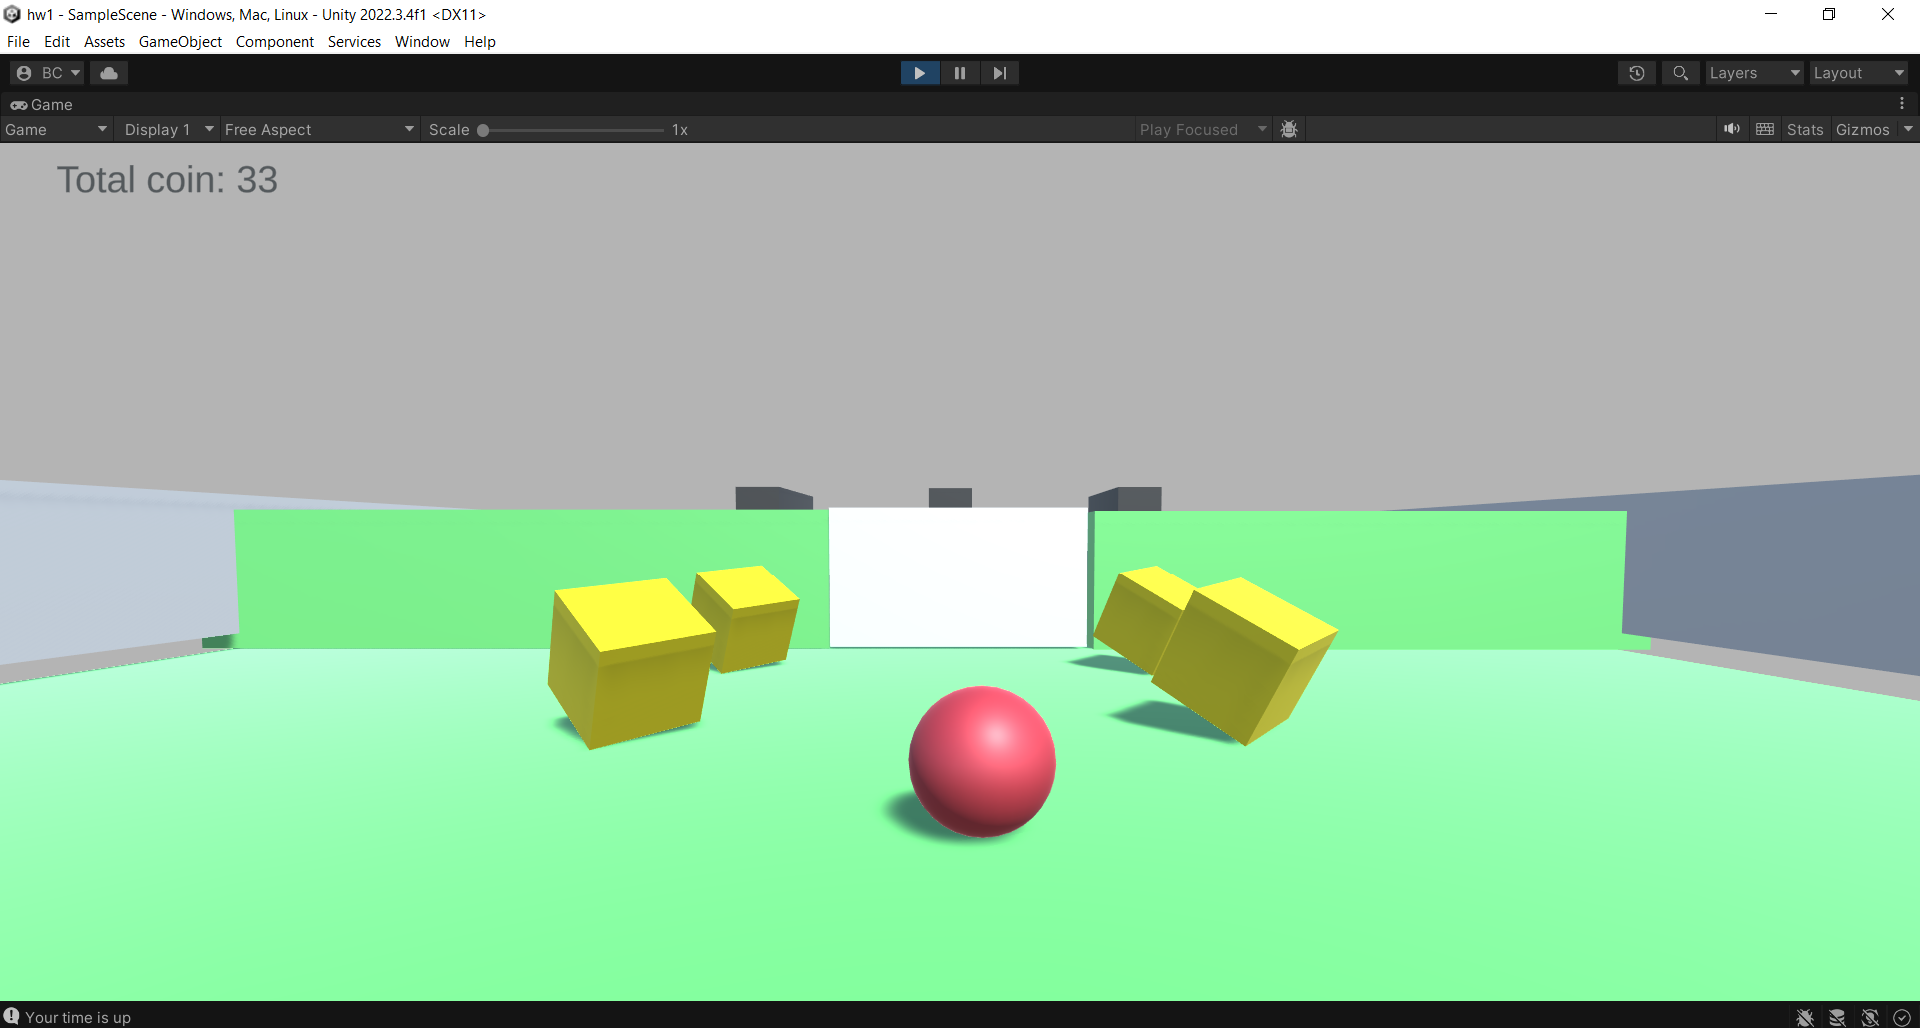 hw1 - SampleScene - Windows, Mac, Linux - Unity 2022.3.4f1 <DX11>
File Edit Assets GameObject Component Services Window Help
BC Layers Layout
Game
Game Display 1 Free Aspect Scale 1x Play Focused Stats Gizmos
Total coin: 33
Your time is up